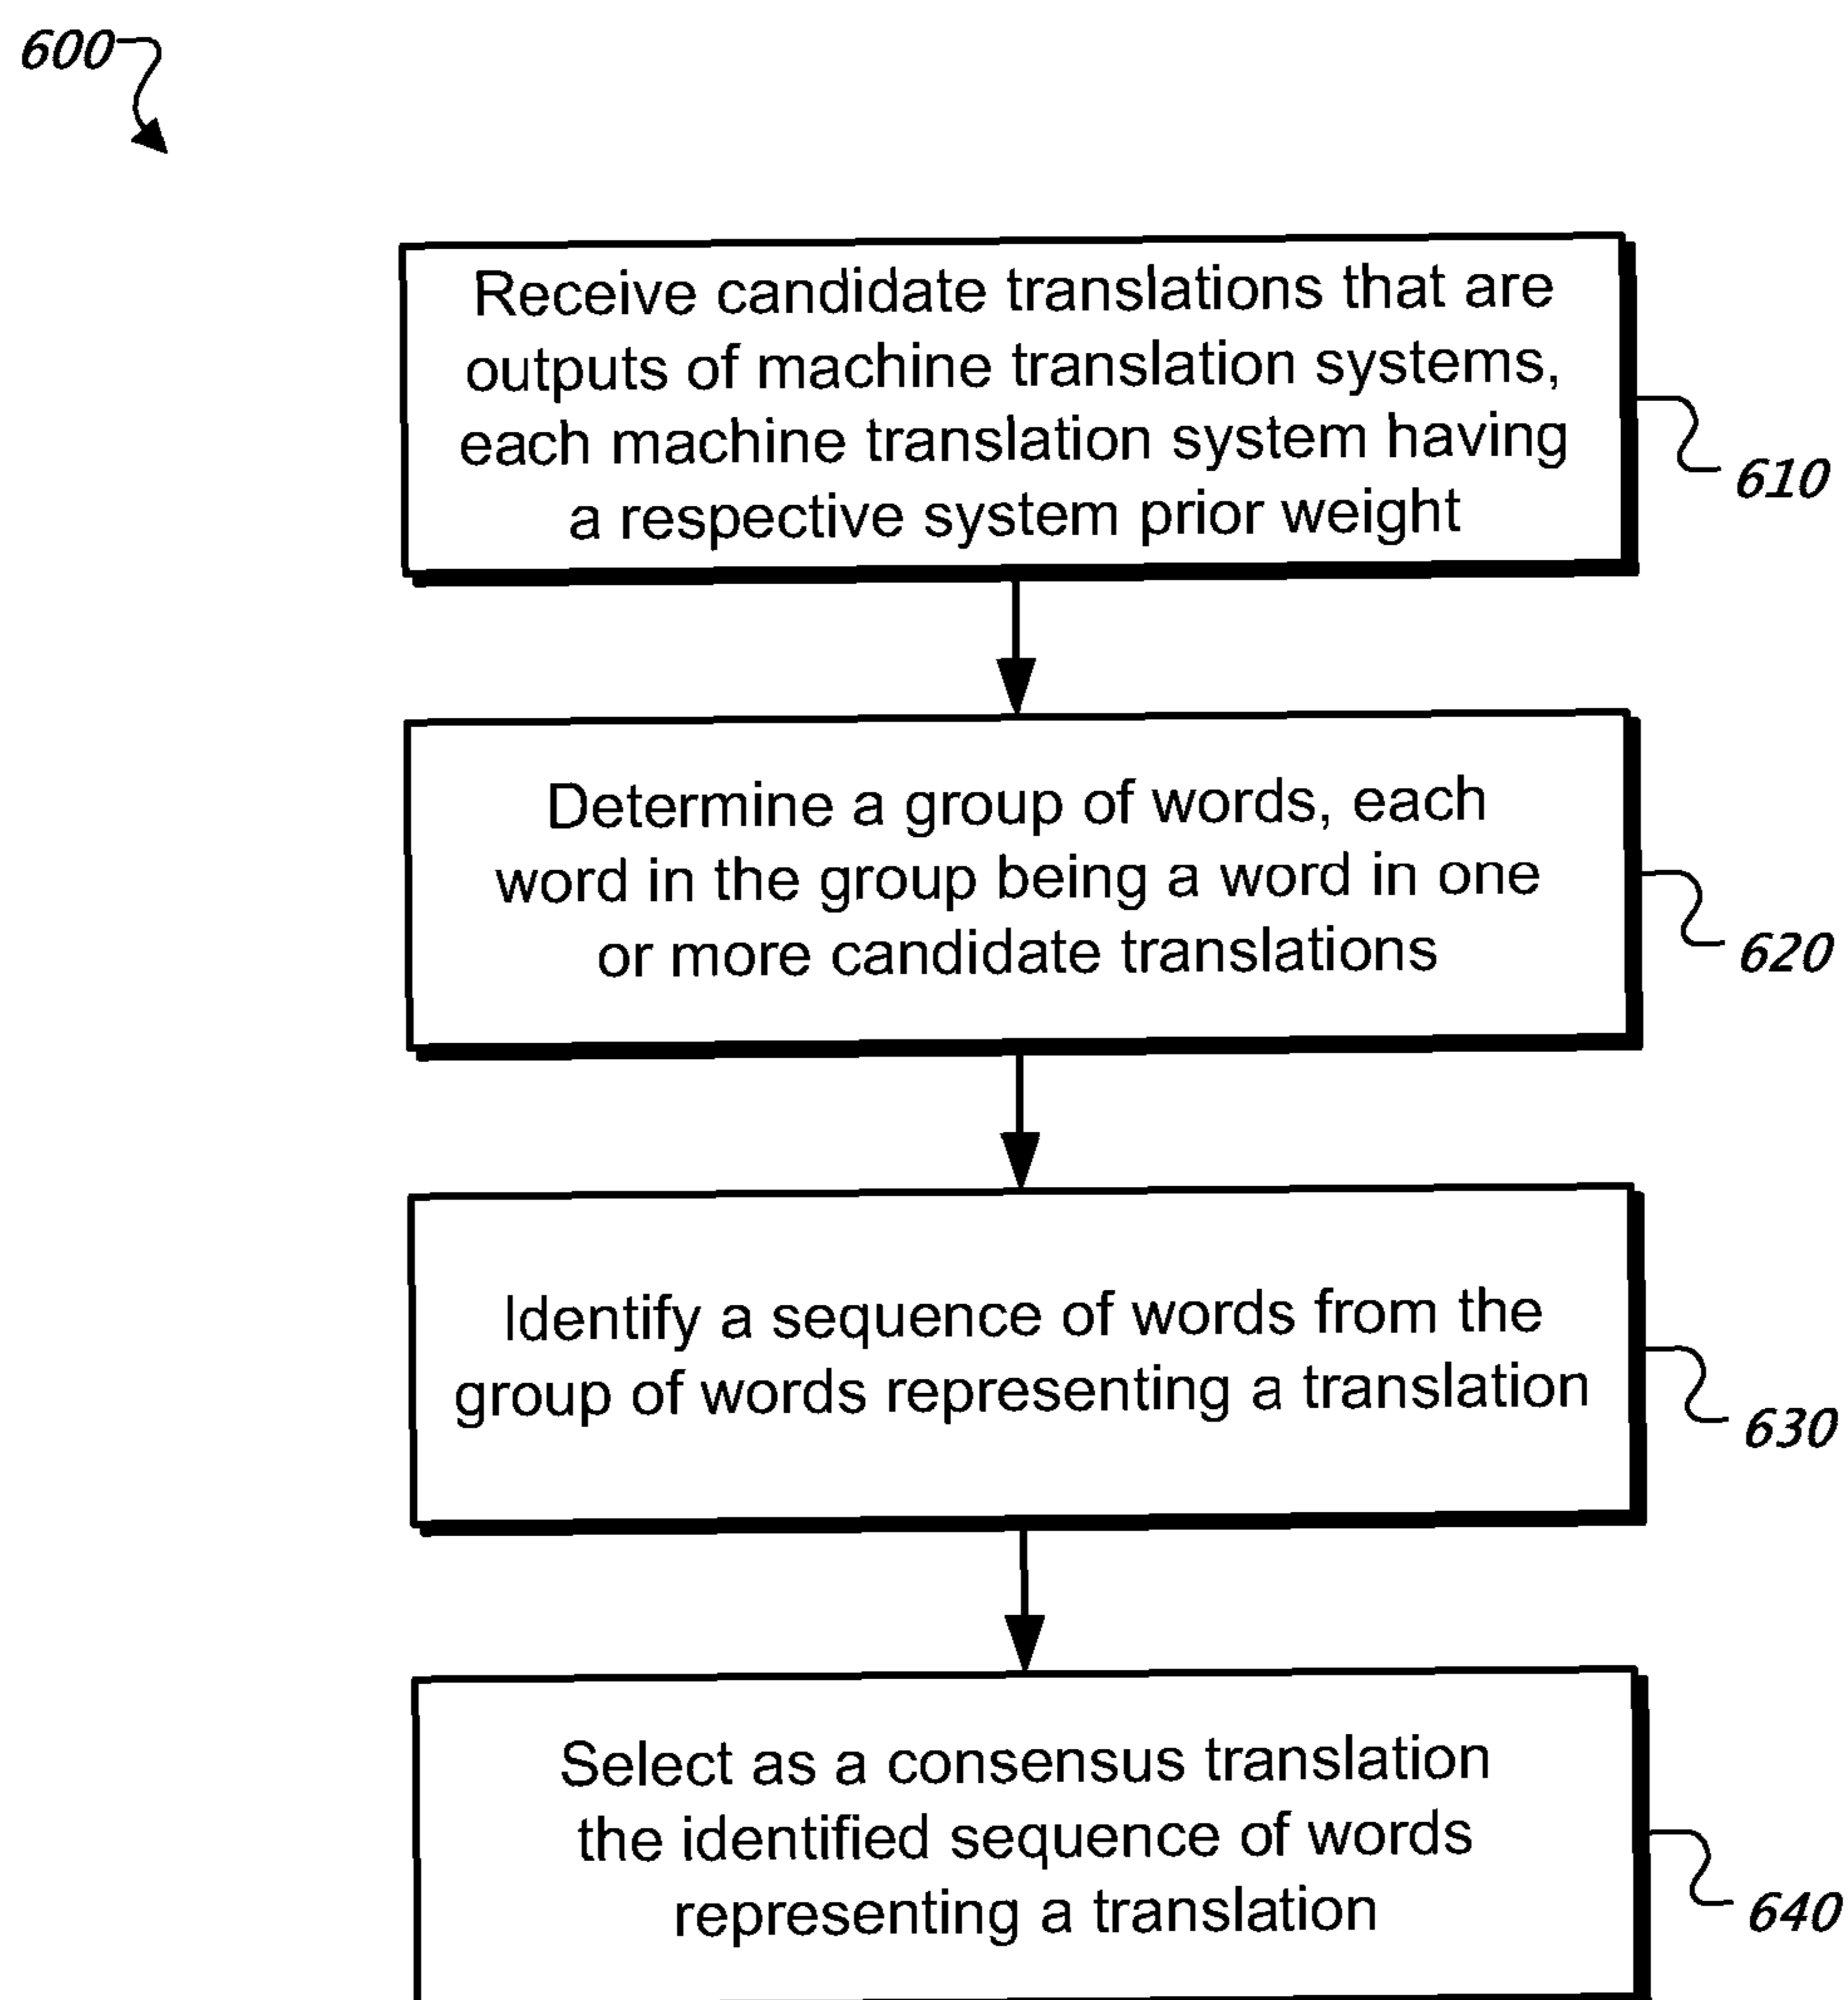 600
Receive candidate translations that are
outputs of machine translation systems,
each machine translation system having
a respective system prior weight
610
Determine a group of words, each
word in the group being a word in one
or more candidate translations
620
Identify a sequence of words from the
group of words representing a translation
630
Select as a consensus translation
the identified sequence of words
representing a translation
640